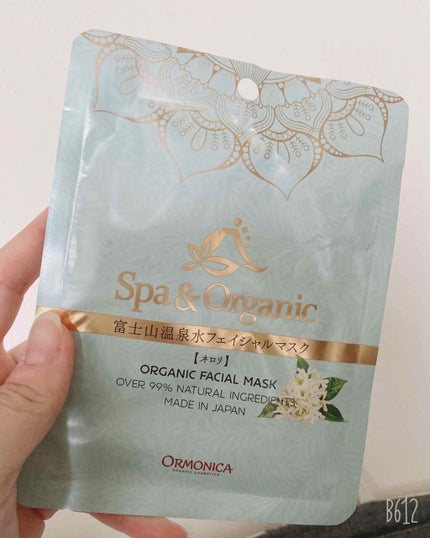 Spa & Organic
富士山温泉水フェイシャルマスク
【ネロリ】
ORGANIC FACIAL MASK
OVER 99% NATURAL INGREDIENTS
MADE IN JAPAN
ORMONICA
ORGANIC COSMETICS
B612